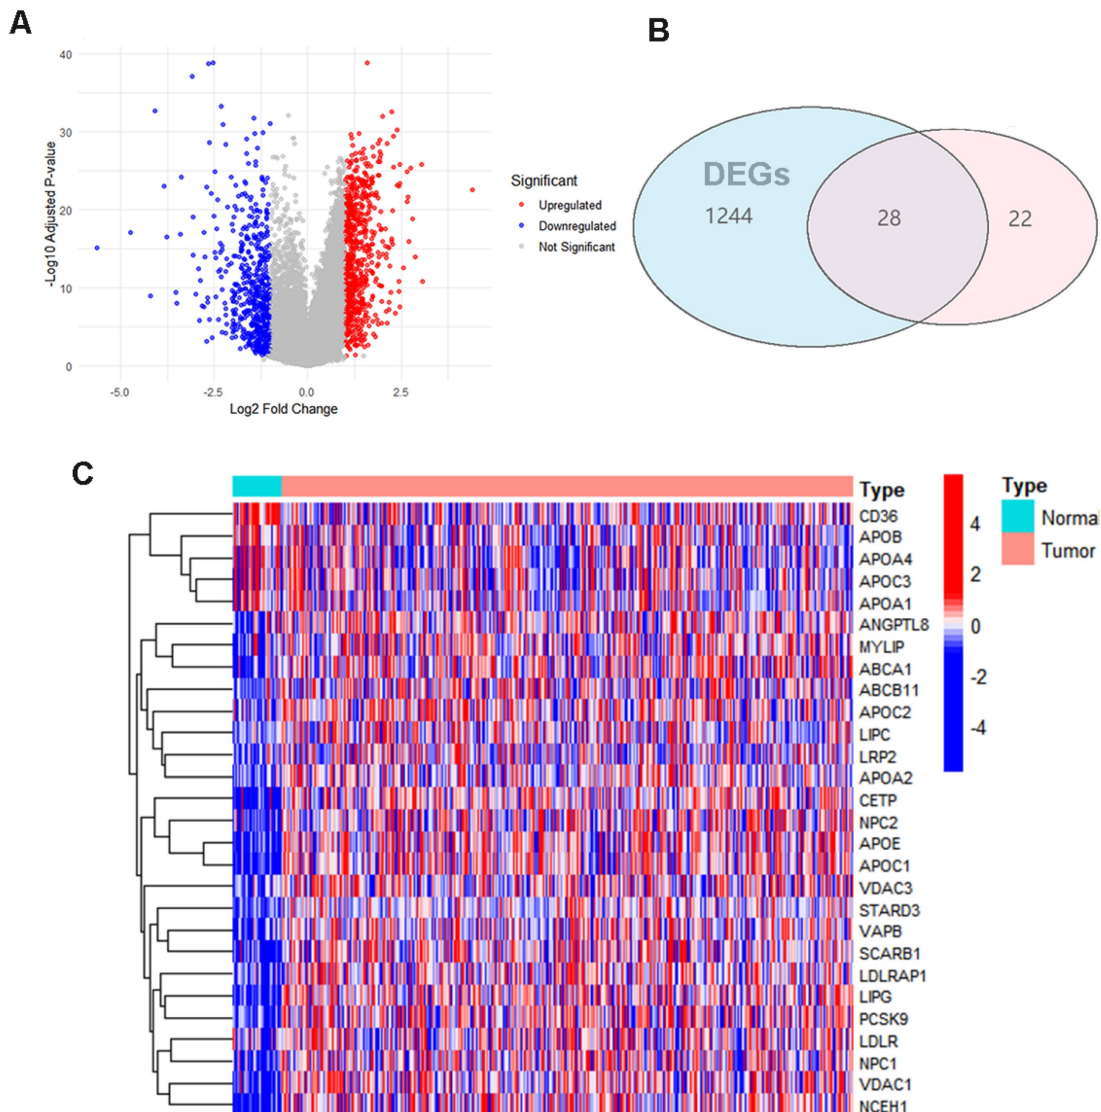 A
40
30
20
10
0
-Log10 Adjusted P-value
-5.0
-2.5
0.0
2.5
Log2 Fold Change
Significant
Upregulated
Downregulated
Not Significant
B
DEGs
1244
28
22
C
Type
CD36
APOB
APOA4
APOC3
APOA1
ANGPTL8
MYLIP
ABCA1
ABCB11
APOC2
LIPC
LRP2
APOA2
CETP
NPC2
APOE
APOC1
VDAC3
STARD3
VAPB
SCARB1
LDLRAP1
LIPG
PCSK9
LDLR
NPC1
VDAC1
NCEH1
4
2
0
-2
-4
Type
Normal
Tumor